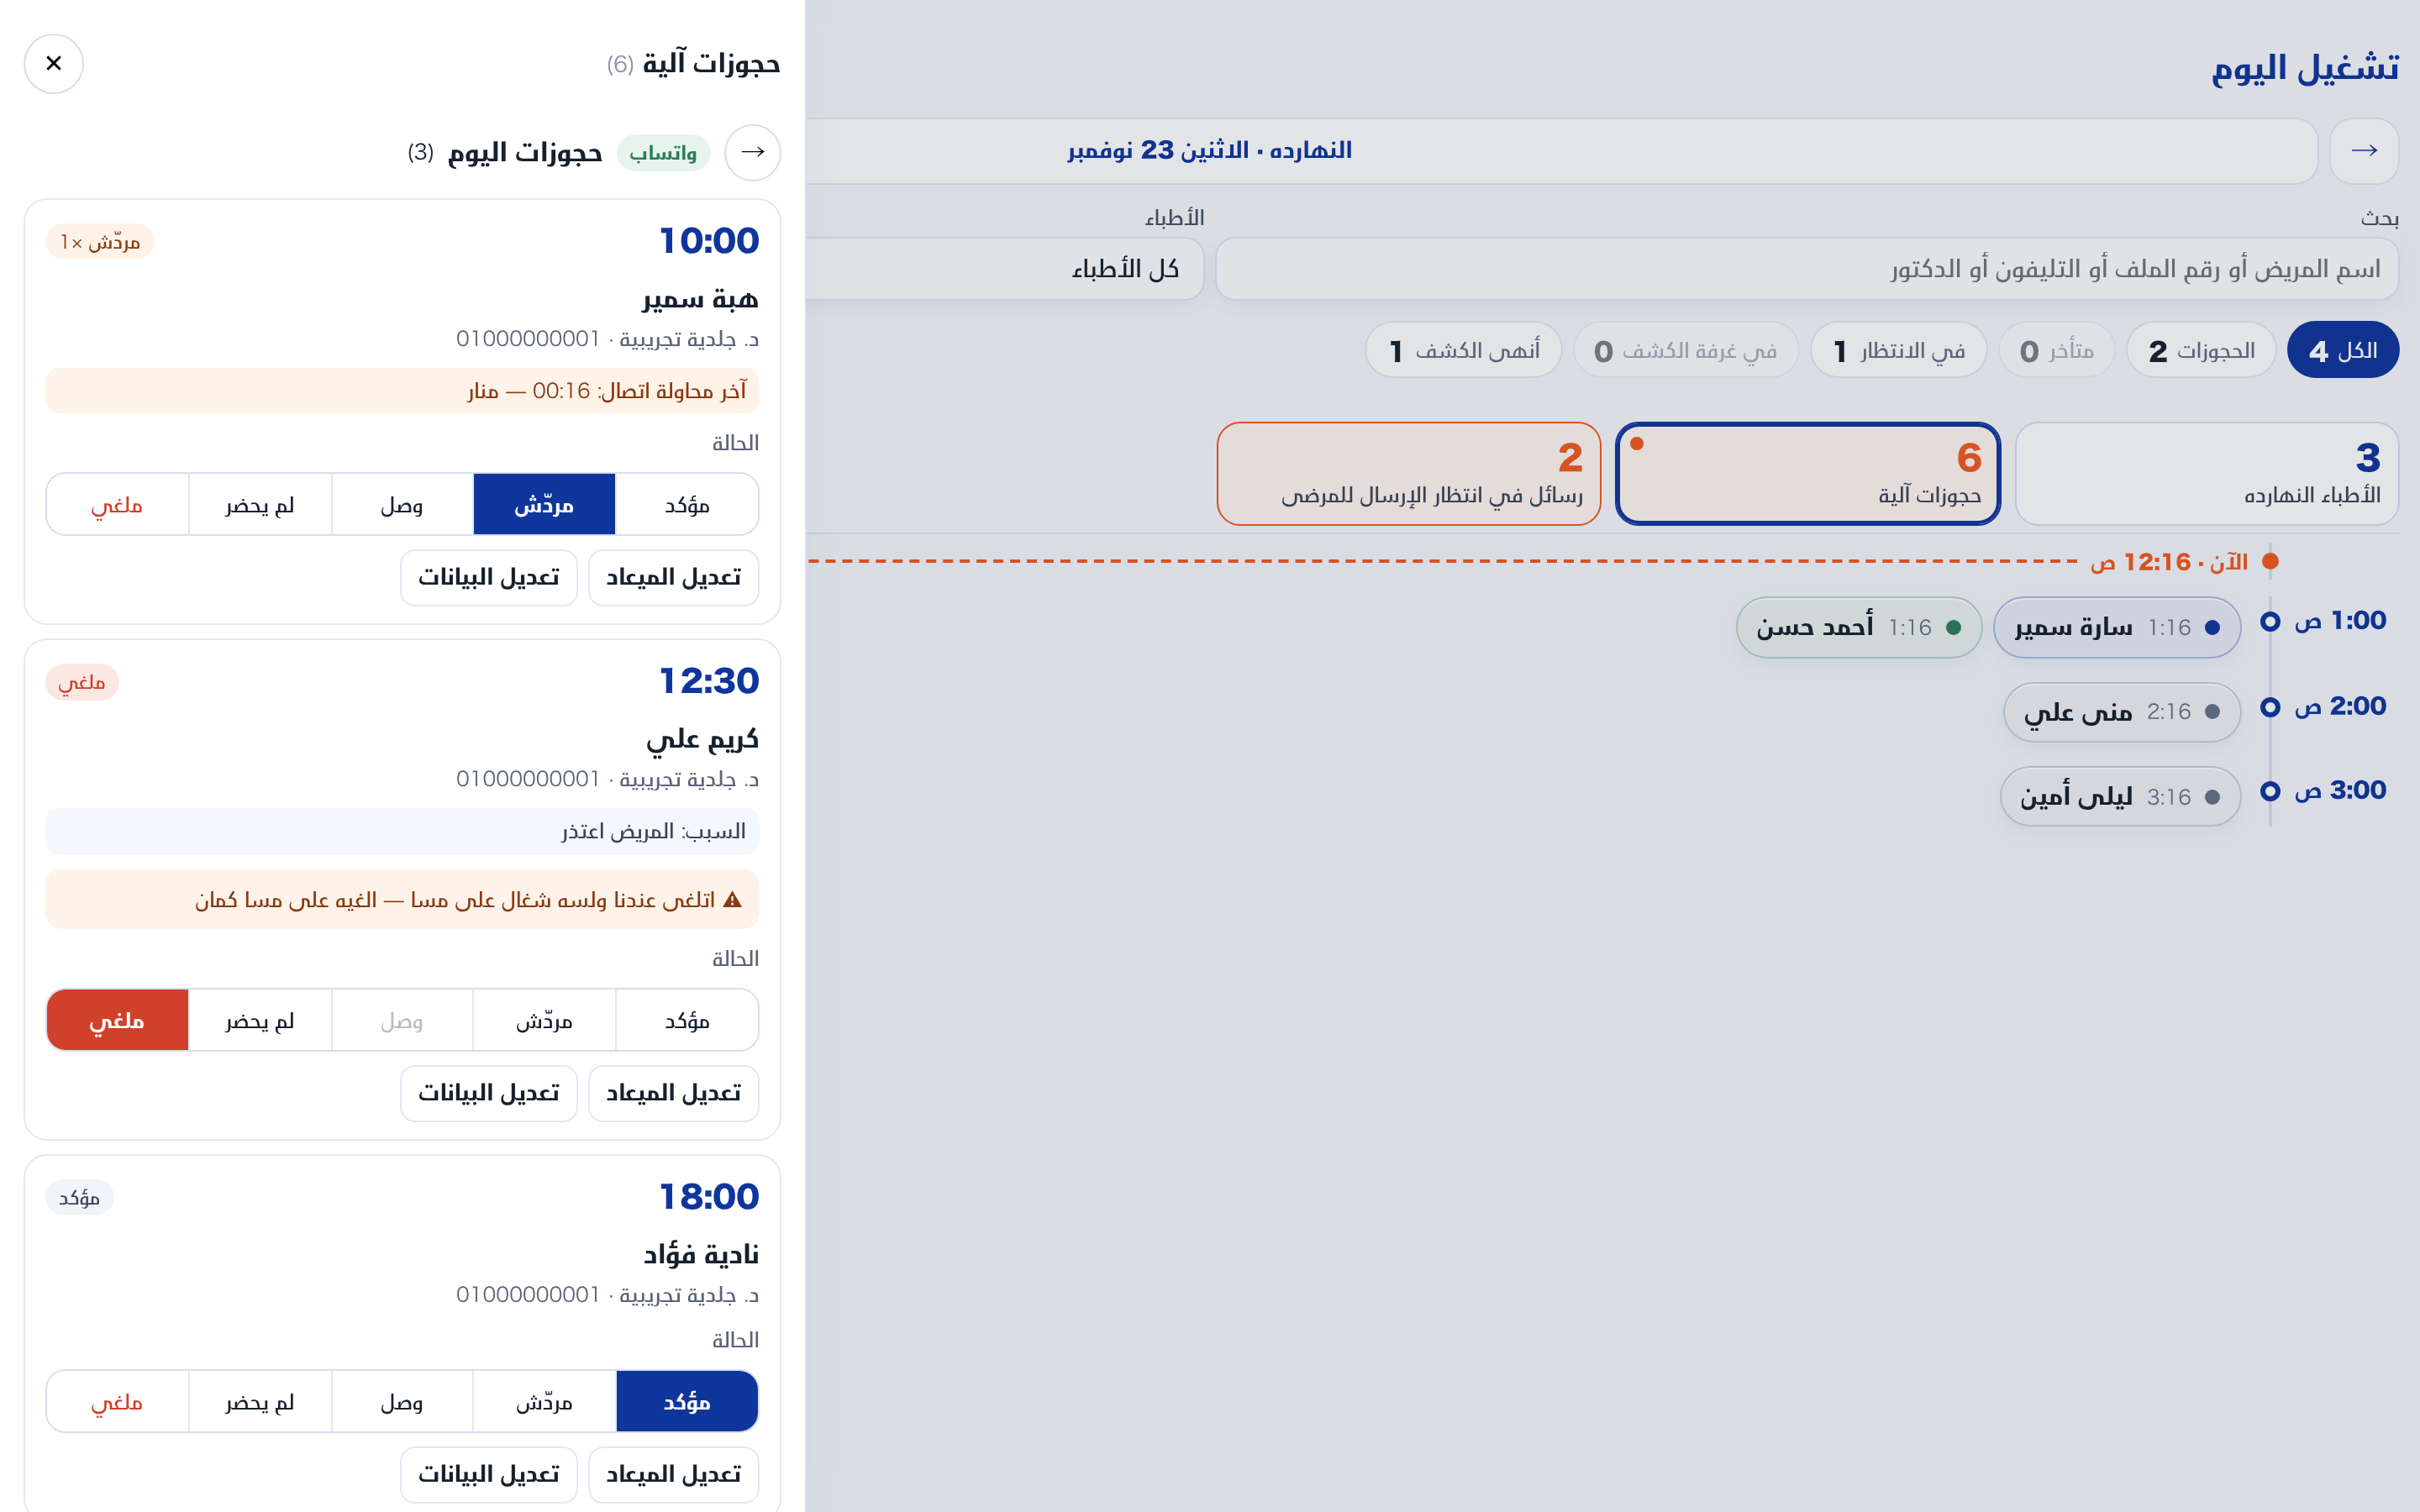 تشغيل اليوم
→
النهارده · الاثنين 23 نوفمبر
بحث
اسم المريض أو رقم الملف أو التليفون أو الدكتور
الأطباء
كل الأطباء
الكل 4
الحجوزات 2
متأخر 0
في الانتظار 1
في غرفة الكشف 0
أنهى الكشف 1
3
الأطباء النهارده
6
حجوزات آلية
2
رسائل في انتظار الإرسال للمرضى
الآن · 12:16 ص
1:00 ص
1:16 سارة سمير
1:16 أحمد حسن
2:00 ص
2:16 منى علي
3:00 ص
3:16 ليلى أمين
حجوزات آلية (6)
×
→ واتساب حجوزات اليوم (3)
10:00
مردّش ×1
هبة سمير
د. جلدية تجريبية · 01000000001
آخر محاولة اتصال: 00:16 — منار
الحالة
مؤكد مردّش وصل لم يحضر ملغي
تعديل الميعاد تعديل البيانات
12:30
ملغي
كريم علي
د. جلدية تجريبية · 01000000001
السبب: المريض اعتذر
⚠ اتلغى عندنا ولسه شغال على مسا — الغيه على مسا كمان
الحالة
مؤكد مردّش وصل لم يحضر ملغي
تعديل الميعاد تعديل البيانات
18:00
مؤكد
نادية فؤاد
د. جلدية تجريبية · 01000000001
الحالة
مؤكد مردّش وصل لم يحضر ملغي
تعديل الميعاد تعديل البيانات